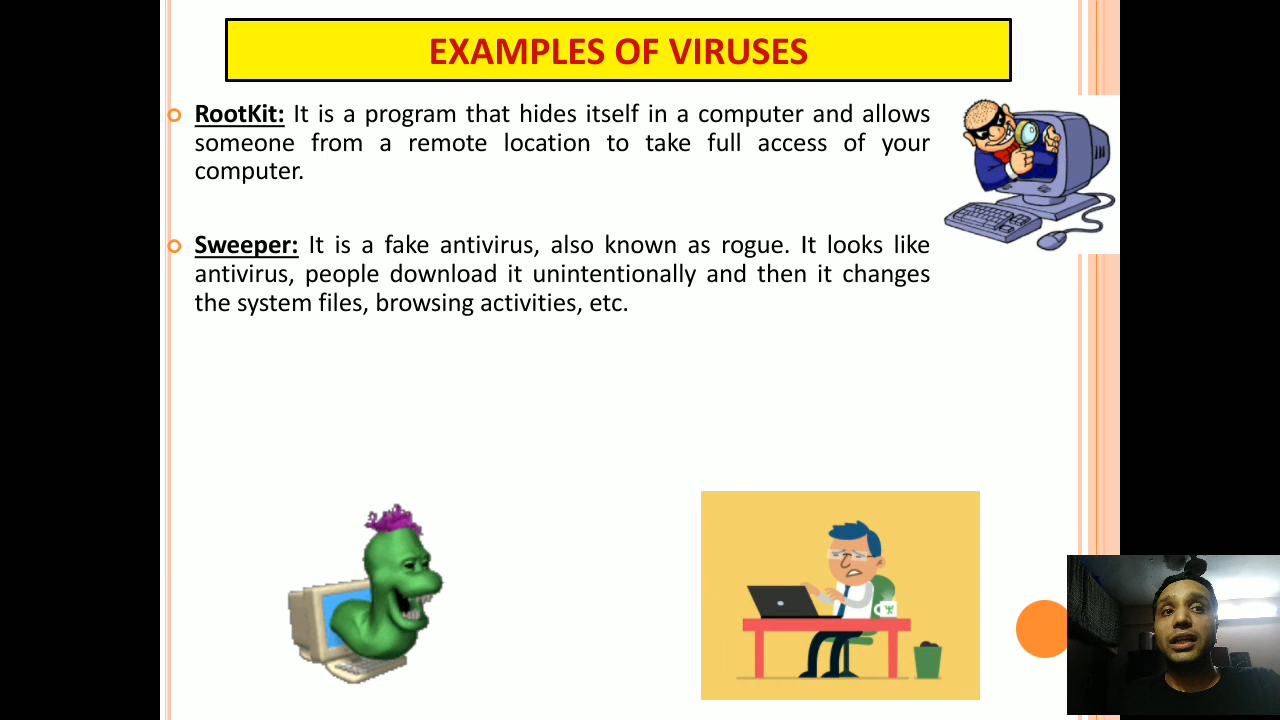 EXAMPLES OF VIRUSES
RootKit: It is a program that hides itself in a computer and allows
someone from a remote location to take full access of your
computer.
Sweeper: It is a fake antivirus, also known as rogue. It looks like
antivirus, people download it unintentionally and then it changes
the system files, browsing activities, etc.